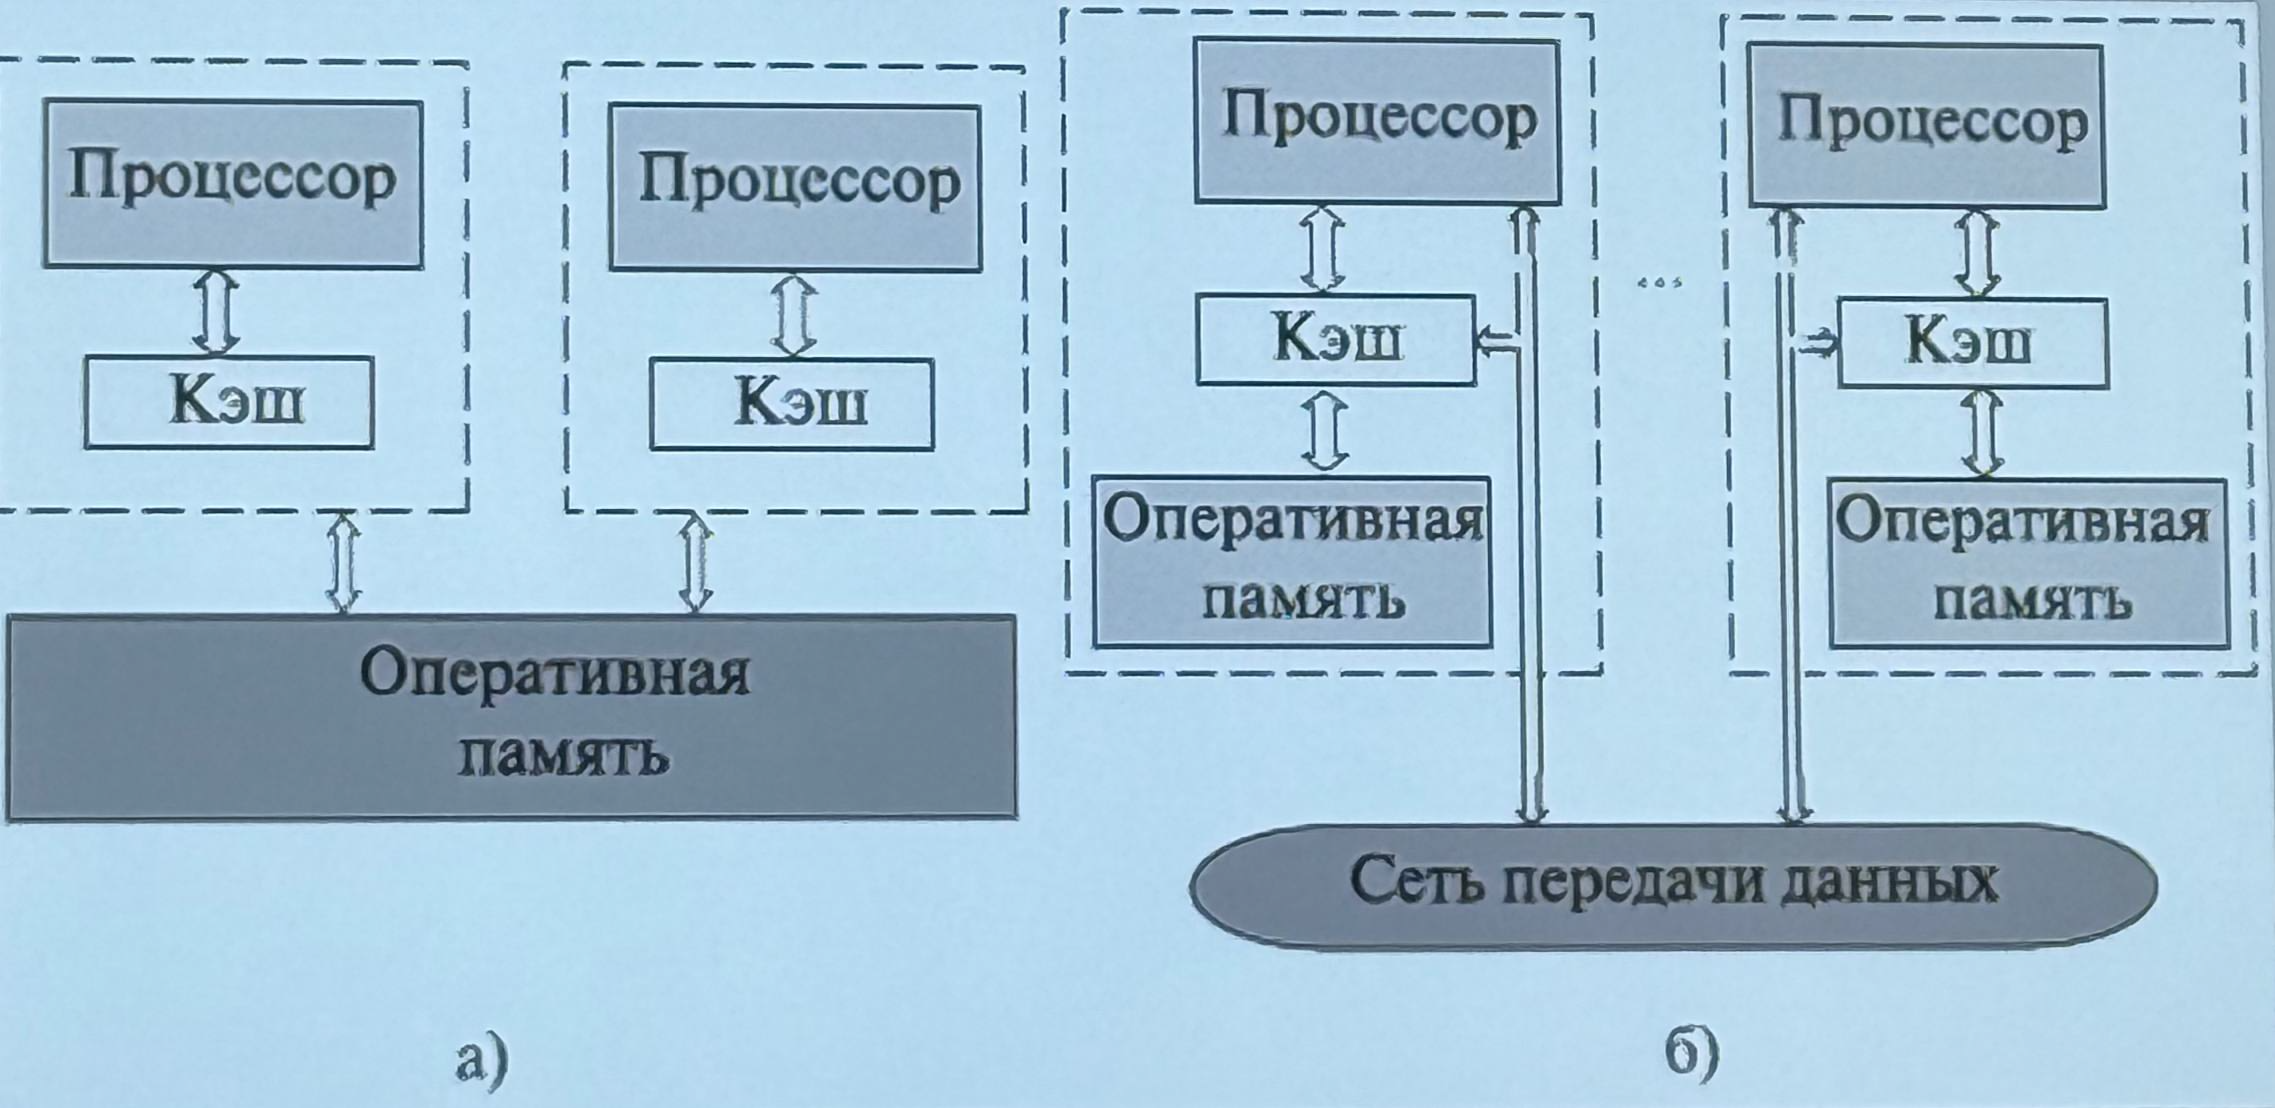 Процессор
Кэш
Процессор
Кэш
Оперативная
память
а)
Процессор
Кэш
Оперативная
память
...
Процессор
Кэш
Оперативная
память
Сеть передачи данных
б)